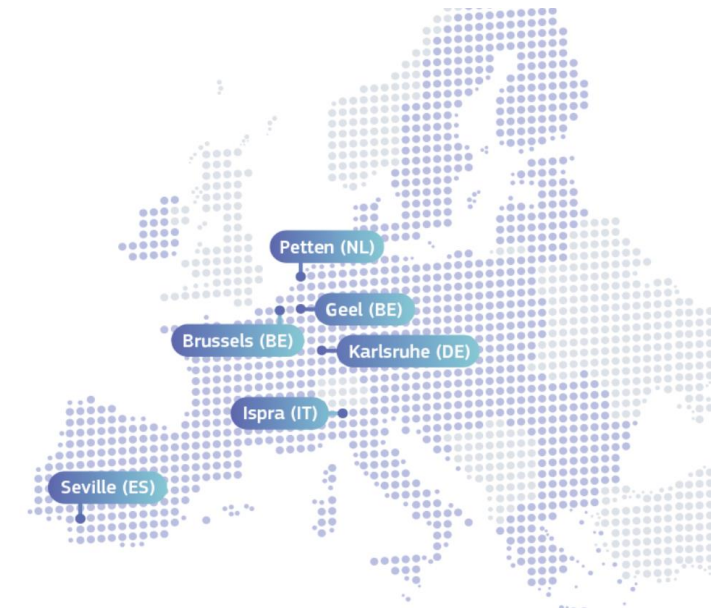 Petten (NL)
Geel (BE)
Brussels (BE)
Karlsruhe (DE)
Ispra (IT)
Seville (ES)